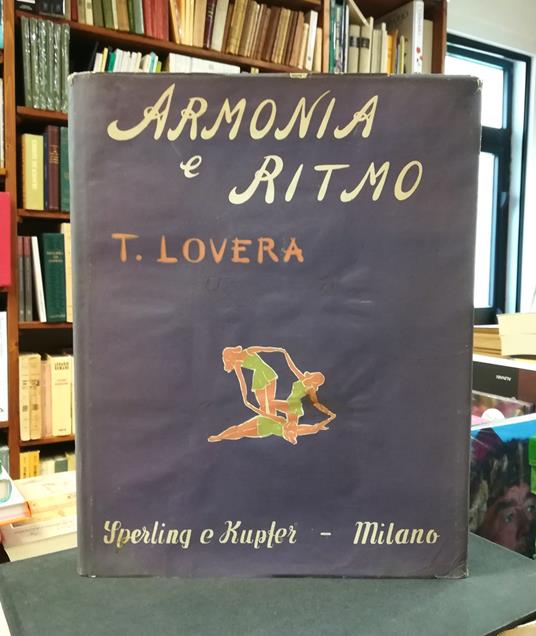 ARMONIA
e RITMO
T. LOVERA
Sperling e Kupfer - Milano